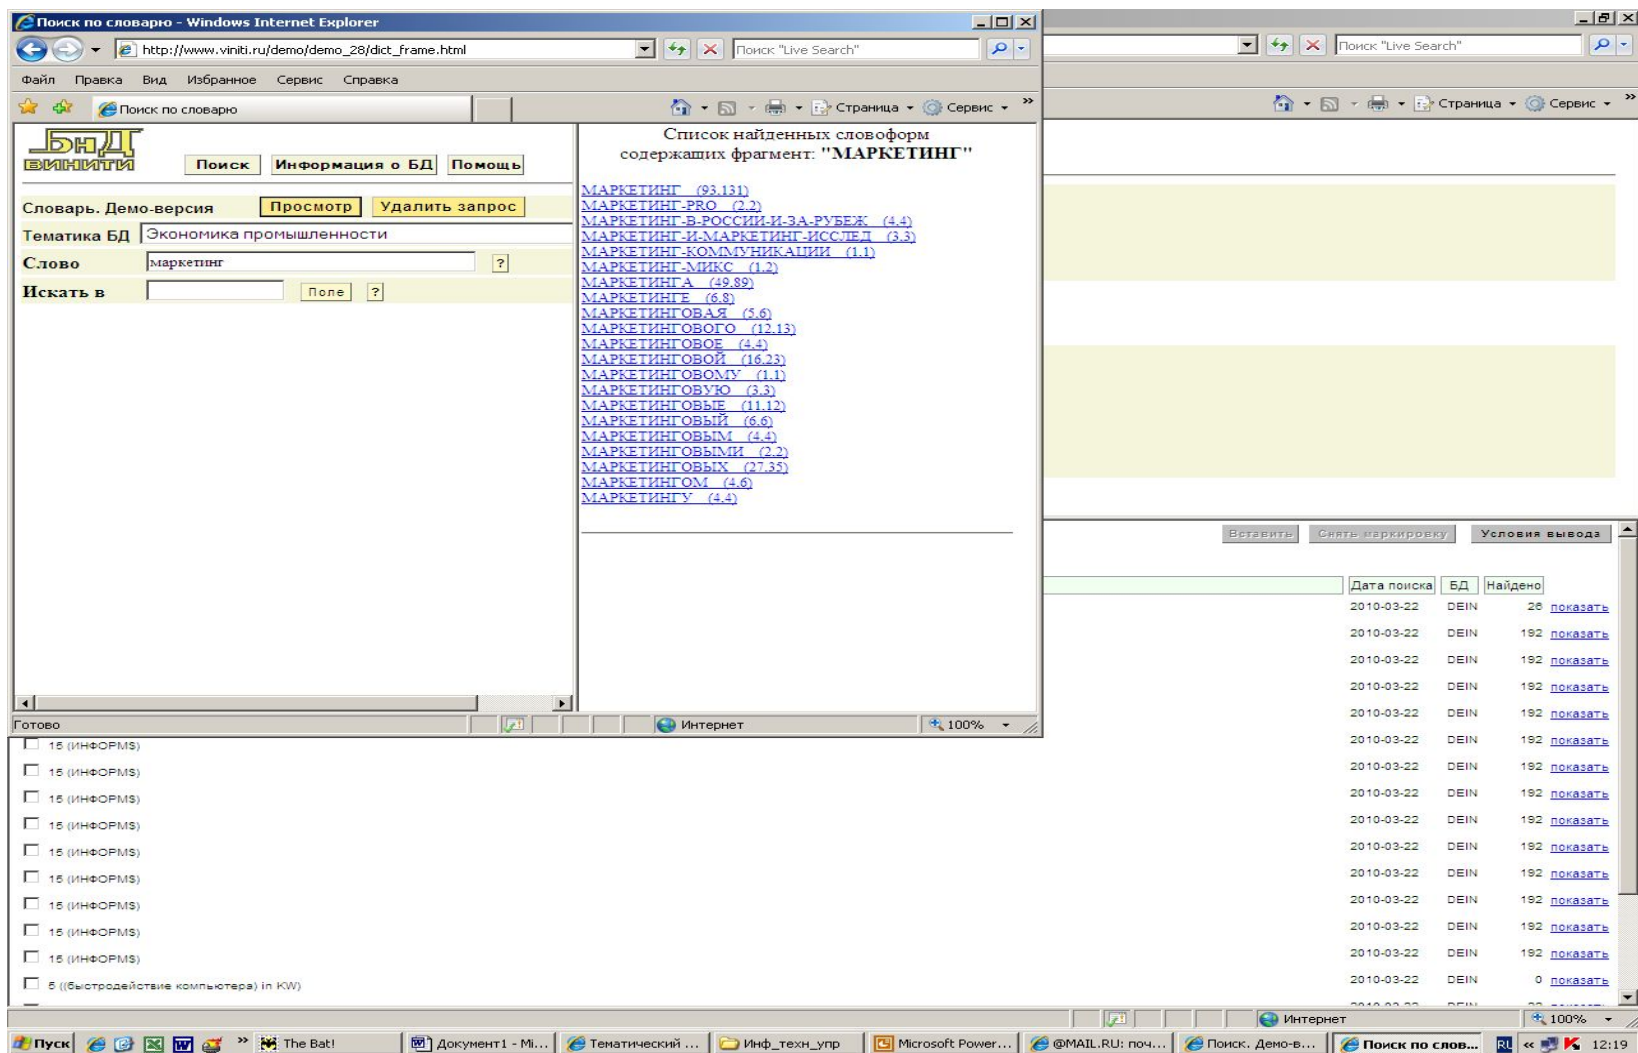 Поиск по словарю - Windows Internet Explorer
http://www.viniti.ru/demo/demo_28/dict_frame.html
Поиск "Live Search"
Поиск "Live Search"
Файл Правка Вид Избранное Сервис Справка
Поиск по словарю
Страница Сервис »
Страница Сервис »
БнД
ВИНИТИ
Поиск Информация о БД Помощь
Словарь. Демо-версия Просмотр Удалить запрос
Тематика БД Экономика промышленности
Слово маркетинг ?
Искать в Поле ?
Список найденных словоформ
содержащих фрагмент: "МАРКЕТИНГ"
МАРКЕТИНГ (93.131)
МАРКЕТИНГ-PRO (2.2)
МАРКЕТИНГ-В-РОССИИ-И-ЗА-РУБЕЖ (4.4)
МАРКЕТИНГ-И-МАРКЕТИНГ-ИССЛЕД (3.3)
МАРКЕТИНГ-КОММУНИКАЦИИ (1.1)
МАРКЕТИНГ-МИКС (1.2)
МАРКЕТИНГА (49.89)
МАРКЕТИНГЕ (6.8)
МАРКЕТИНГОВАЯ (5.6)
МАРКЕТИНГОВОГО (12.13)
МАРКЕТИНГОВОЕ (4.4)
МАРКЕТИНГОВОЙ (16.23)
МАРКЕТИНГОВОМУ (1.1)
МАРКЕТИНГОВУЮ (3.3)
МАРКЕТИНГОВЫЕ (11.12)
МАРКЕТИНГОВЫЙ (6.6)
МАРКЕТИНГОВЫМ (4.4)
МАРКЕТИНГОВЫМИ (2.2)
МАРКЕТИНГОВЫХ (27.35)
МАРКЕТИНГОМ (4.6)
МАРКЕТИНГУ (4.4)
Готово Интернет 100%
Вставить Снять маркировку Условия вывода
Дата поиска БД Найдено
2010-03-22 DEIN 26 показать
2010-03-22 DEIN 192 показать
2010-03-22 DEIN 192 показать
2010-03-22 DEIN 192 показать
2010-03-22 DEIN 192 показать
15 (ИНФОРМ$) 2010-03-22 DEIN 192 показать
15 (ИНФОРМ$) 2010-03-22 DEIN 192 показать
15 (ИНФОРМ$) 2010-03-22 DEIN 192 показать
15 (ИНФОРМ$) 2010-03-22 DEIN 192 показать
15 (ИНФОРМ$) 2010-03-22 DEIN 192 показать
15 (ИНФОРМ$) 2010-03-22 DEIN 192 показать
15 (ИНФОРМ$) 2010-03-22 DEIN 192 показать
15 (ИНФОРМ$) 2010-03-22 DEIN 192 показать
15 (ИНФОРМ$) 2010-03-22 DEIN 192 показать
5 ((быстродействие компьютера) in KW) 2010-03-22 DEIN 0 показать
Интернет 100%
Пуск » The Bat! Документ1 - Mi... Тематический ... Инф_техн_упр Microsoft Power... @MAIL.RU: поч... Поиск. Демо-в... Поиск по слов... RU « 12:19